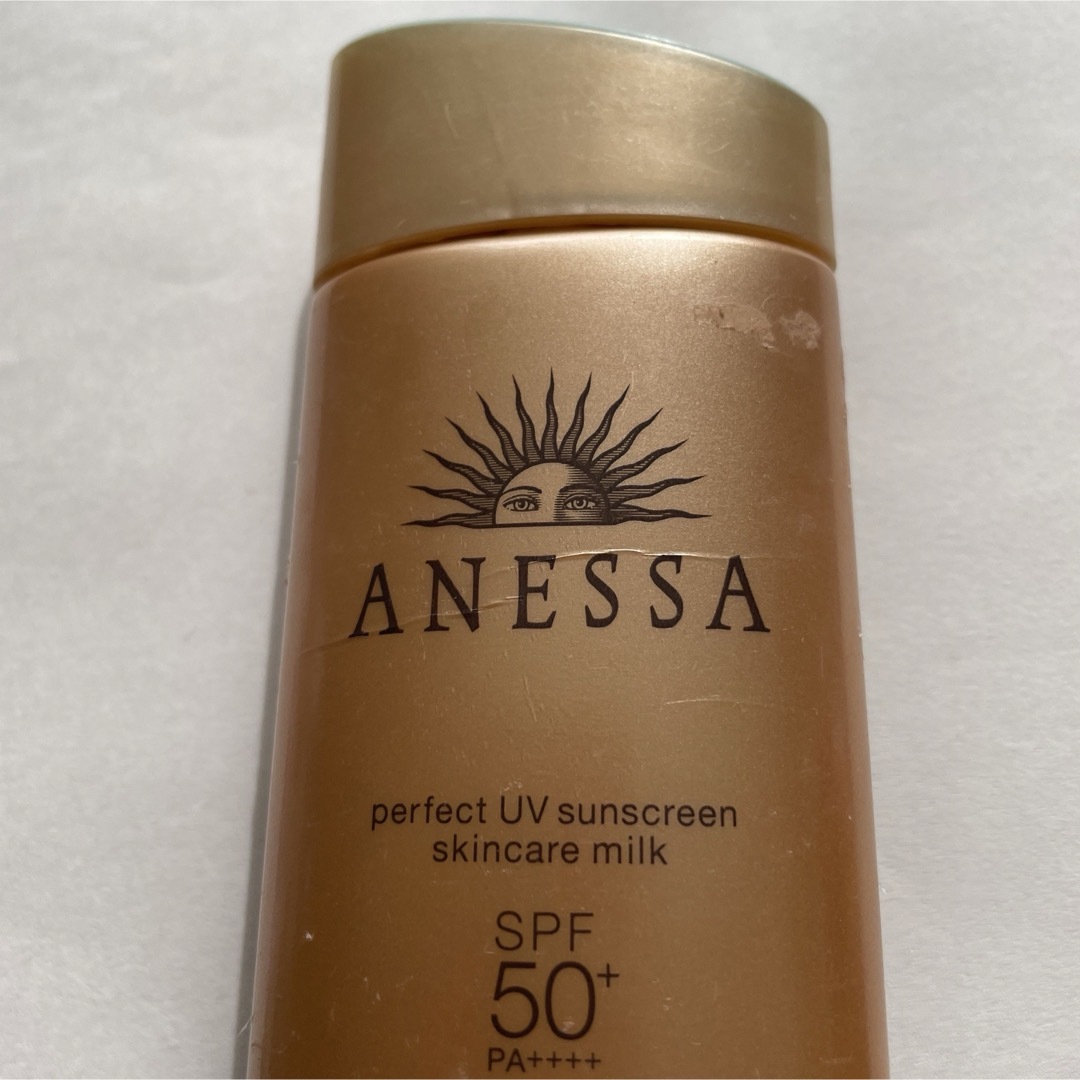 ANESSA
perfect UV sunscreen
skincare milk
SPF
50+
PA++++